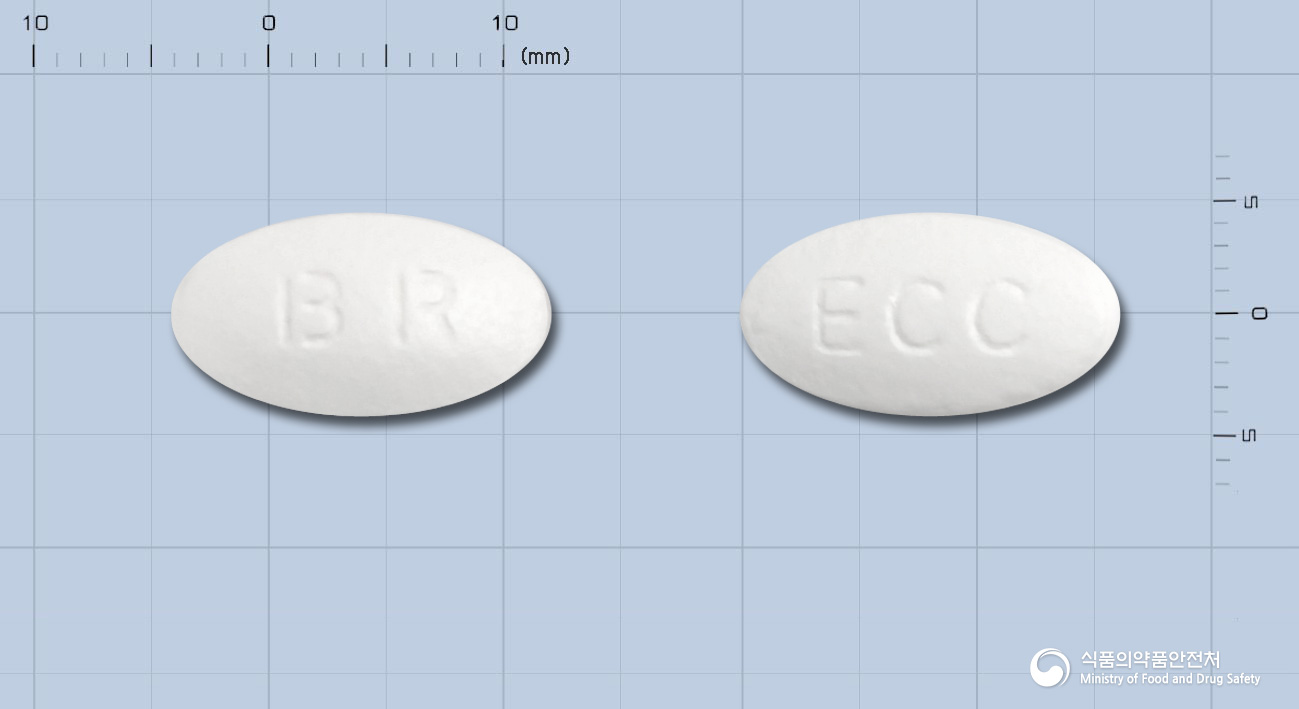 10 0 10
(mm)
BR
ECC
5
0
5
식품의약품안전처
Ministry of Food and Drug Safety